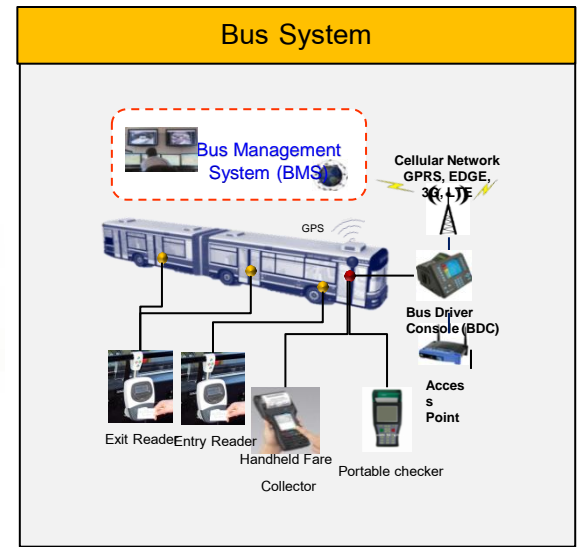 Bus System
Bus Management
System (BMS)
Cellular Network
GPRS, EDGE,
3G, LTE
GPS
Bus Driver
Console (BDC)
Acces
s
Point
Exit Reader
Entry Reader
Handheld Fare
Collector
Portable checker